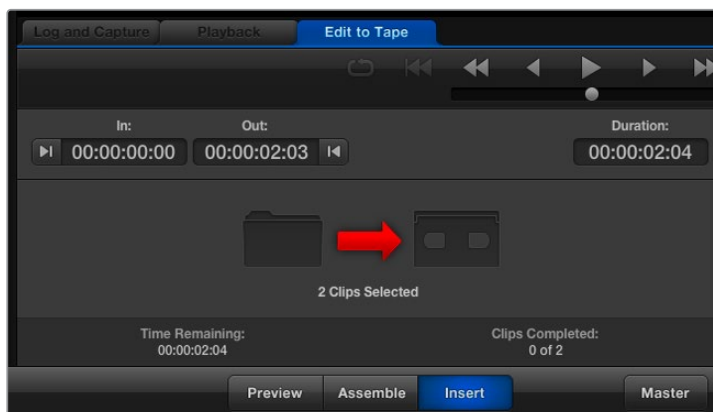 Log and Capture Playback Edit to Tape
In: Out: Duration:
00:00:00:00 00:00:02:03 00:00:02:04
2 Clips Selected
Time Remaining: Clips Completed:
00:00:02:04 0 of 2
Preview Assemble Insert Master